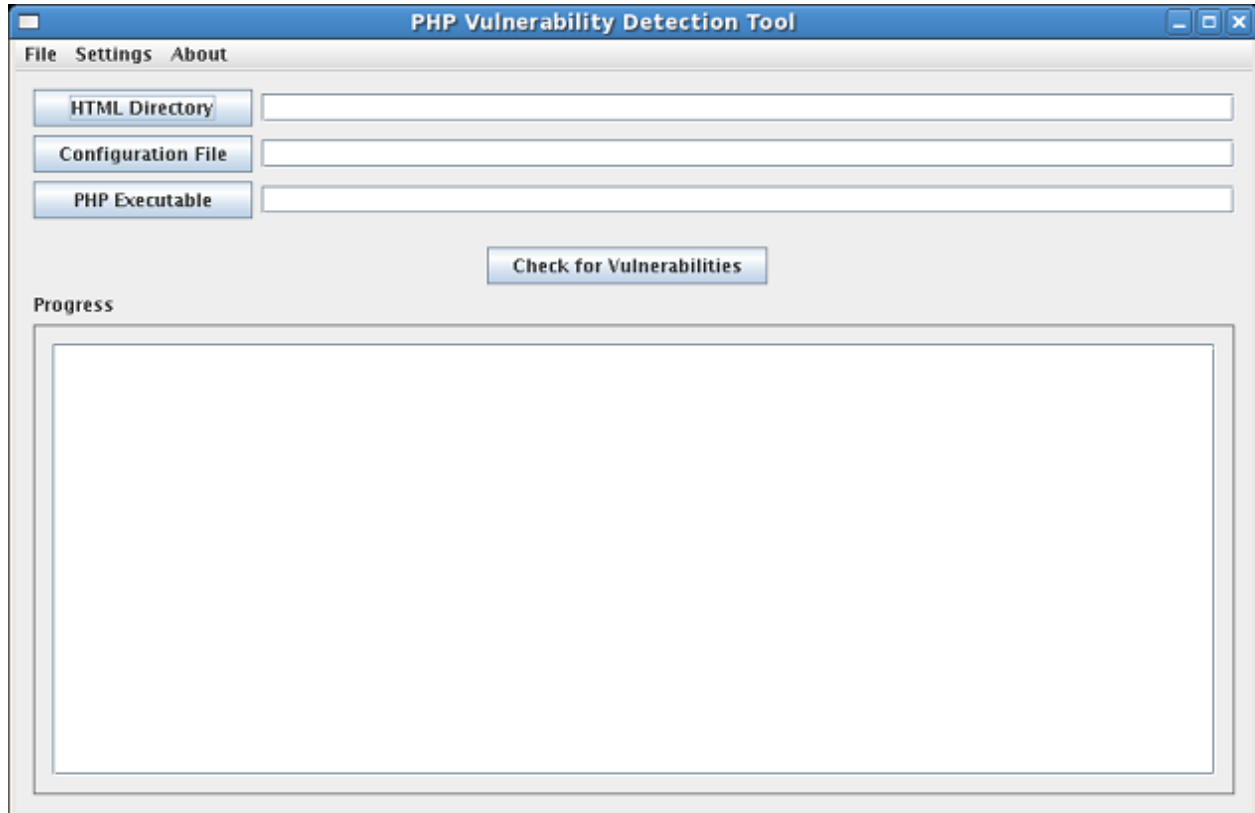 PHP Vulnerability Detection Tool
File Settings About
HTML Directory
Configuration File
PHP Executable
Check for Vulnerabilities
Progress